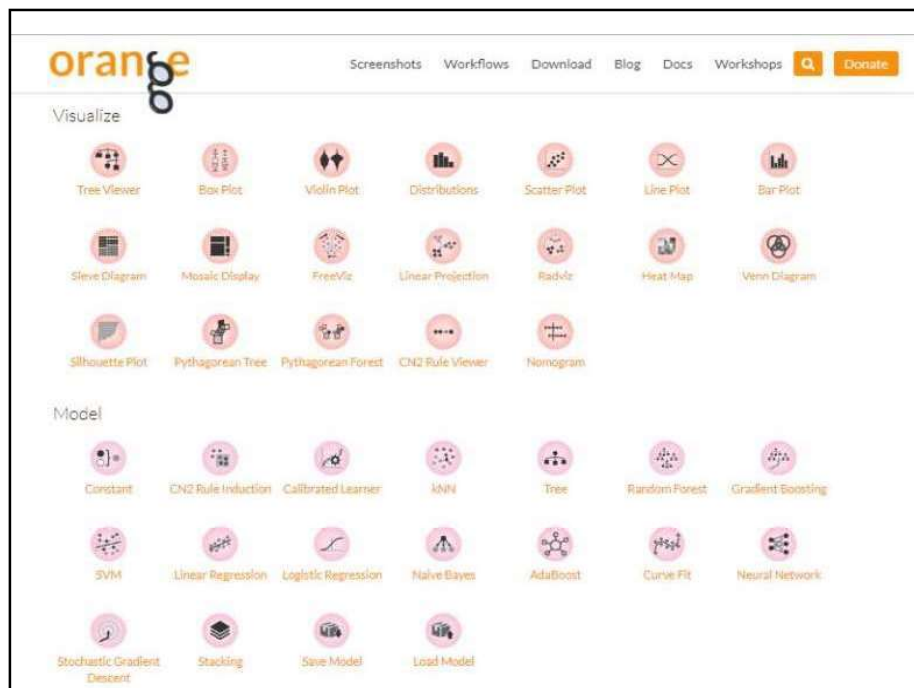 orange
Screenshots Workflows Download Blog Docs Workshops Donate
Visualize
Tree Viewer Box Plot Violin Plot Distributions Scatter Plot Line Plot Bar Plot
Sieve Diagram Mosaic Display FreeViz Linear Projection Radviz Heat Map Venn Diagram
Silhouette Plot Pythagorean Tree Pythagorean Forest CN2 Rule Viewer Nomogram
Model
Constant CN2 Rule Induction Calibrated Learner kNN Tree Random Forest Gradient Boosting
SVM Linear Regression Logistic Regression Naive Bayes AdaBoost Curve Fit Neural Network
Stochastic Gradient Stacking Save Model Load Model
Descent